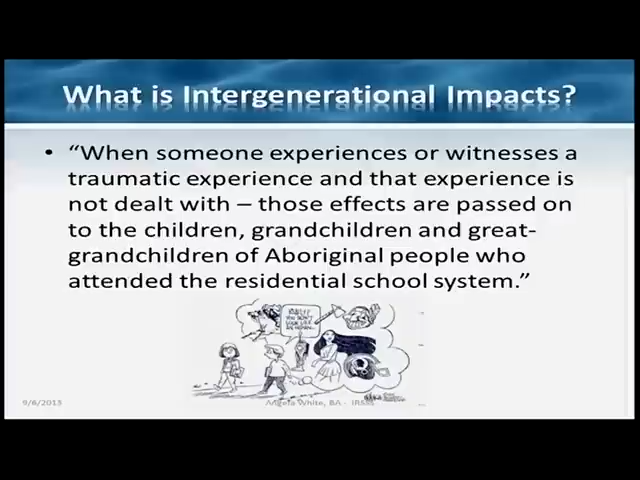 What is Intergenerational Impacts?
• “When someone experiences or witnesses a
traumatic experience and that experience is
not dealt with – those effects are passed on
to the children, grandchildren and great-
grandchildren of Aboriginal people who
attended the residential school system.”
9/6/2013
Angela White, BA - IRSSS